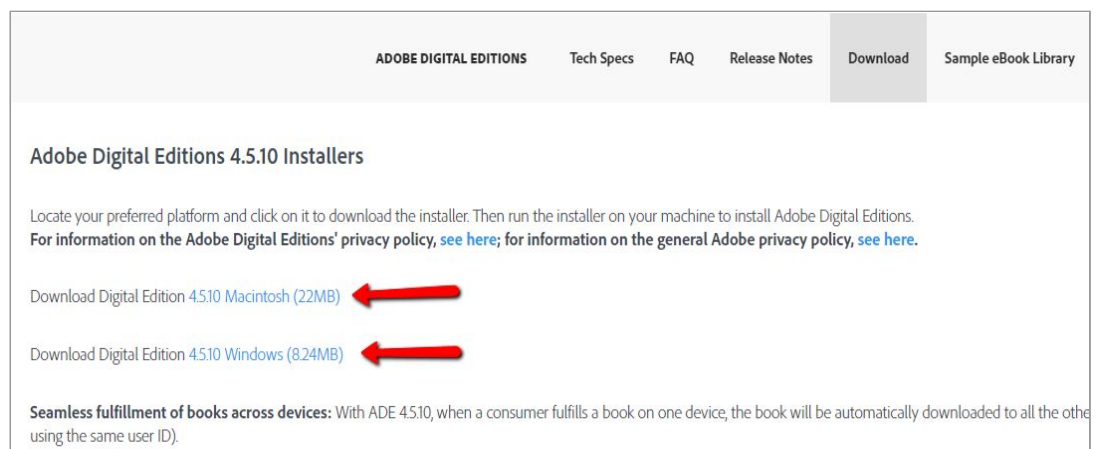 ADOBE DIGITAL EDITIONS Tech Specs FAQ Release Notes Download Sample eBook Library
Adobe Digital Editions 4.5.10 Installers
Locate your preferred platform and click on it to download the installer. Then run the installer on your machine to install Adobe Digital Editions.
For information on the Adobe Digital Editions' privacy policy, see here; for information on the general Adobe privacy policy, see here.
Download Digital Edition 4.5.10 Macintosh (22MB)
Download Digital Edition 4.5.10 Windows (8.24MB)
Seamless fulfillment of books across devices: With ADE 4.5.10, when a consumer fulfills a book on one device, the book will be automatically downloaded to all the othe
using the same user ID).